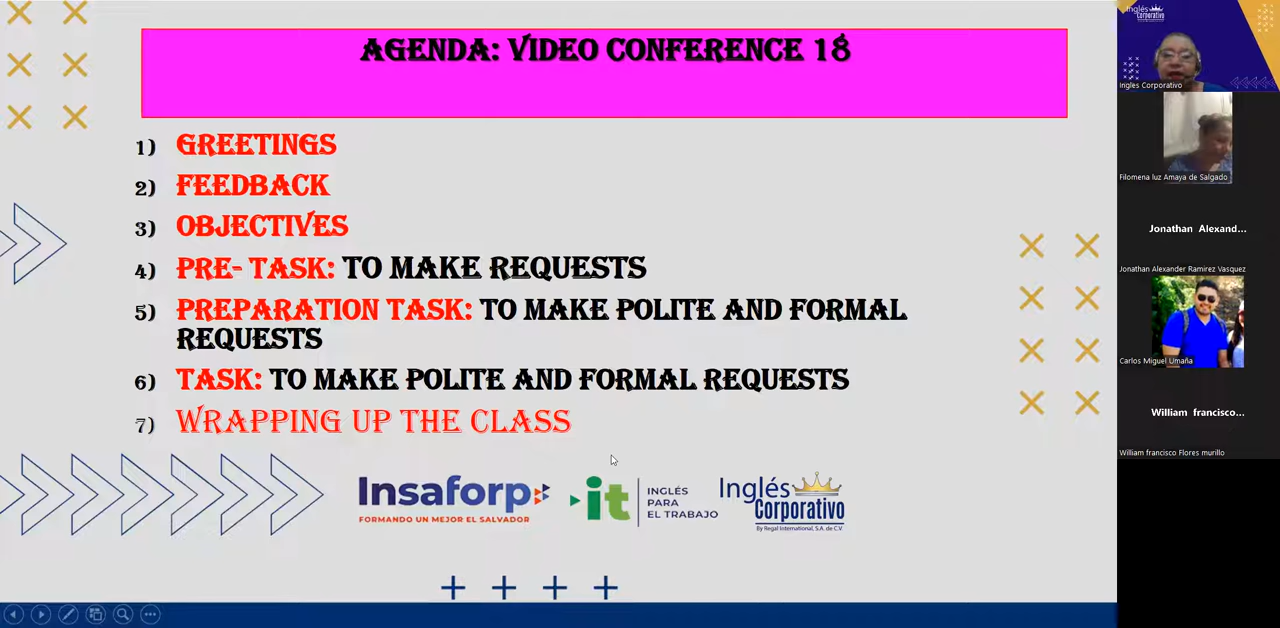 AGENDA: VIDEO CONFERENCE 18
1) GREETINGS
2) FEEDBACK
3) OBJECTIVES
4) PRE- TASK: TO MAKE REQUESTS
5) PREPARATION TASK: TO MAKE POLITE AND FORMAL
REQUESTS
6) TASK: TO MAKE POLITE AND FORMAL REQUESTS
7) WRAPPING UP THE CLASS
Insaforp
FORMANDO UN MEJOR EL SALVADOR
it
INGLÉS
PARA
EL TRABAJO
Inglés
Corporativo
By Regal International, S.A. de C.V.
Inglés
Corporativo
Ingles Corporativo
Filomena luz Amaya de Salgado
Jonathan Alexand...
Jonathan Alexander Ramirez Vasquez
Carlos Miguel Umaña
William francisco...
William francisco Flores murillo